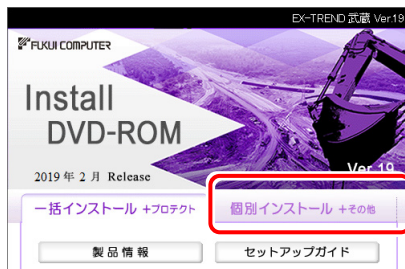 EX-TREND 武蔵 Ver.19
FUKUI COMPUTER
Install
DVD-ROM
Ver.19
2019 年 2 月 Release
一括インストール +プロテクト
個別インストール +その他
製品情報
セットアップガイド